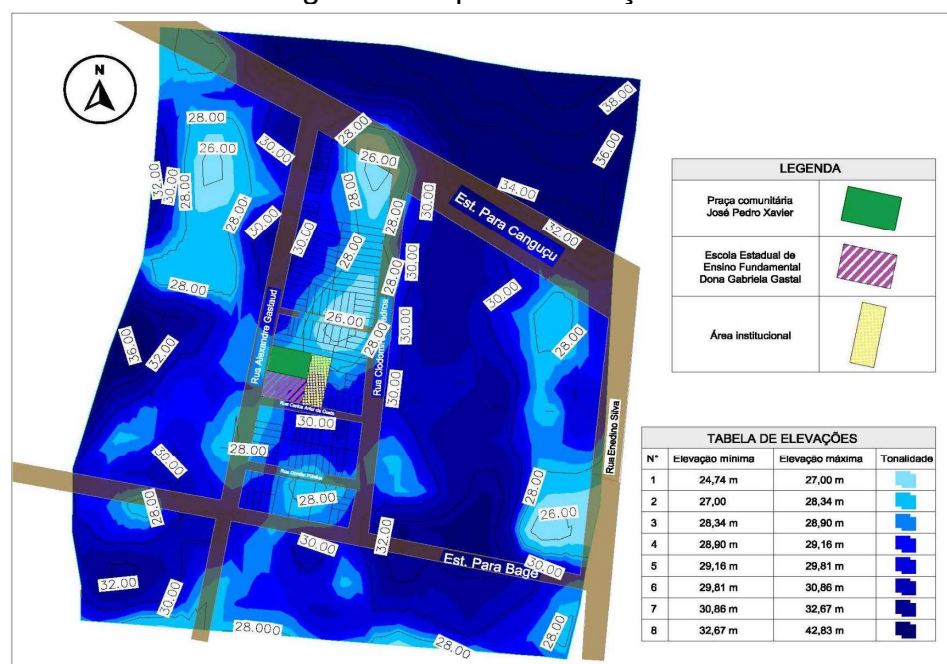 N
28.00
26.00
30.00
32.00
30.00
28.00
28.00
30.00
28.00
28.00
26.00
28.00
30.00
28.00
30.00
28.00
28.00
30.00
26.00
28.00
30.00
30.00
38.00
36.00
34.00
32.00
Est. Para Canguçu
30.00
28.00
36.00
32.00
Rua Alexandre Gastaud
Rua Enedino Silva
30.00
28.00
30.00
28.00
28.00
28.00
26.00
30.00
32.00
30.00
Est. Para Bagé
32.00
30.00
28.000
28.00
28.00
LEGENDA
Praça comunitária
José Pedro Xavier
Escola Estadual de
Ensino Fundamental
Dona Gabriela Gastal
Área institucional
TABELA DE ELEVAÇÕES
N° Elevação mínima Elevação máxima Tonalidade
1 24,74 m 27,00 m
2 27,00 28,34 m
3 28,34 m 28,90 m
4 28,90 m 29,16 m
5 29,16 m 29,81 m
6 29,81 m 30,86 m
7 30,86 m 32,67 m
8 32,67 m 42,83 m